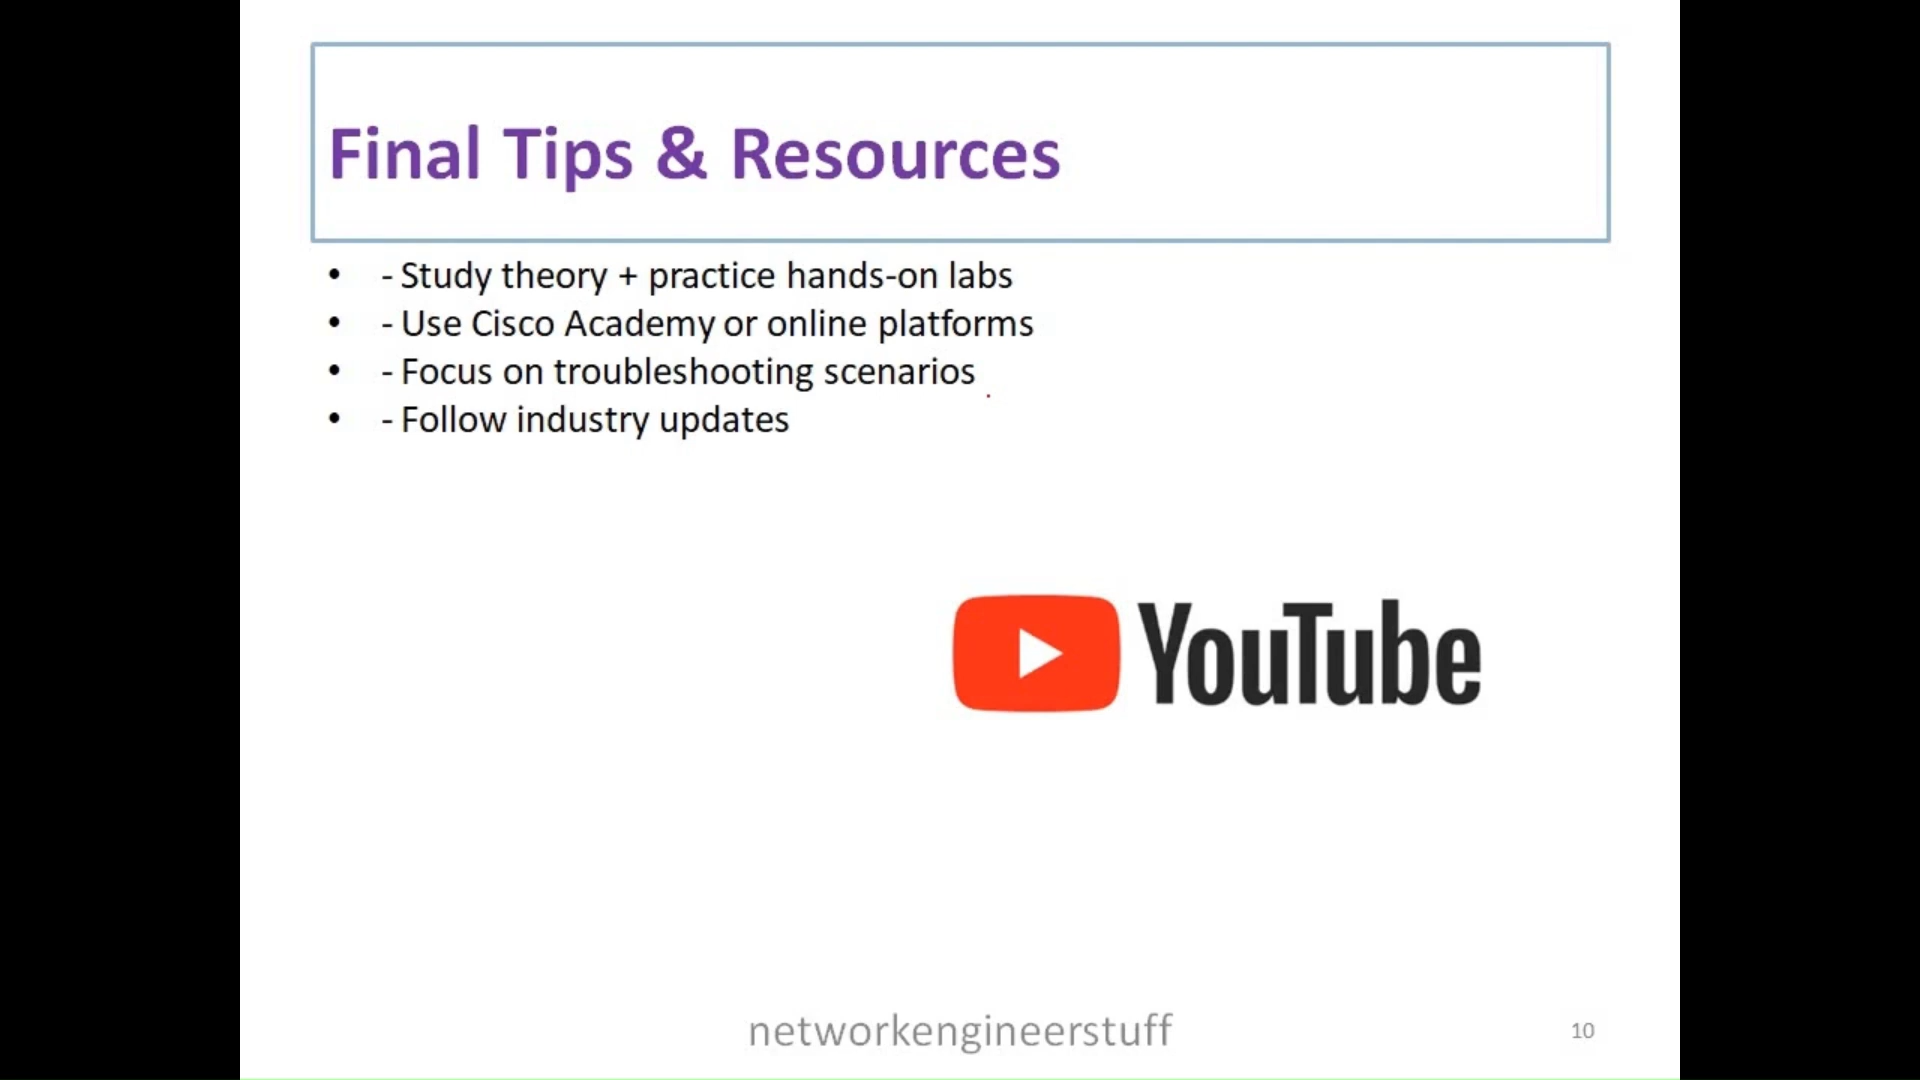 Final Tips & Resources
• - Study theory + practice hands-on labs
• - Use Cisco Academy or online platforms
• - Focus on troubleshooting scenarios
• - Follow industry updates
YouTube
networkengineerstuff
10